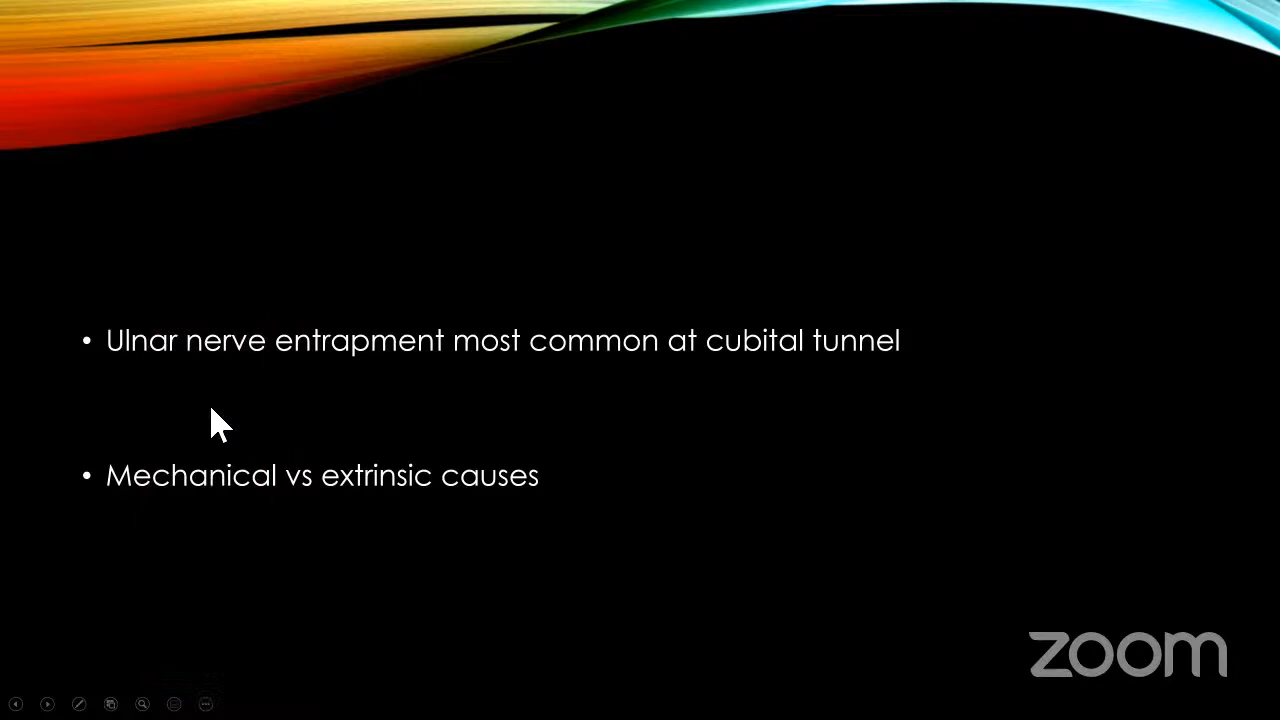 • Ulnar nerve entrapment most common at cubital tunnel
• Mechanical vs extrinsic causes
zoom